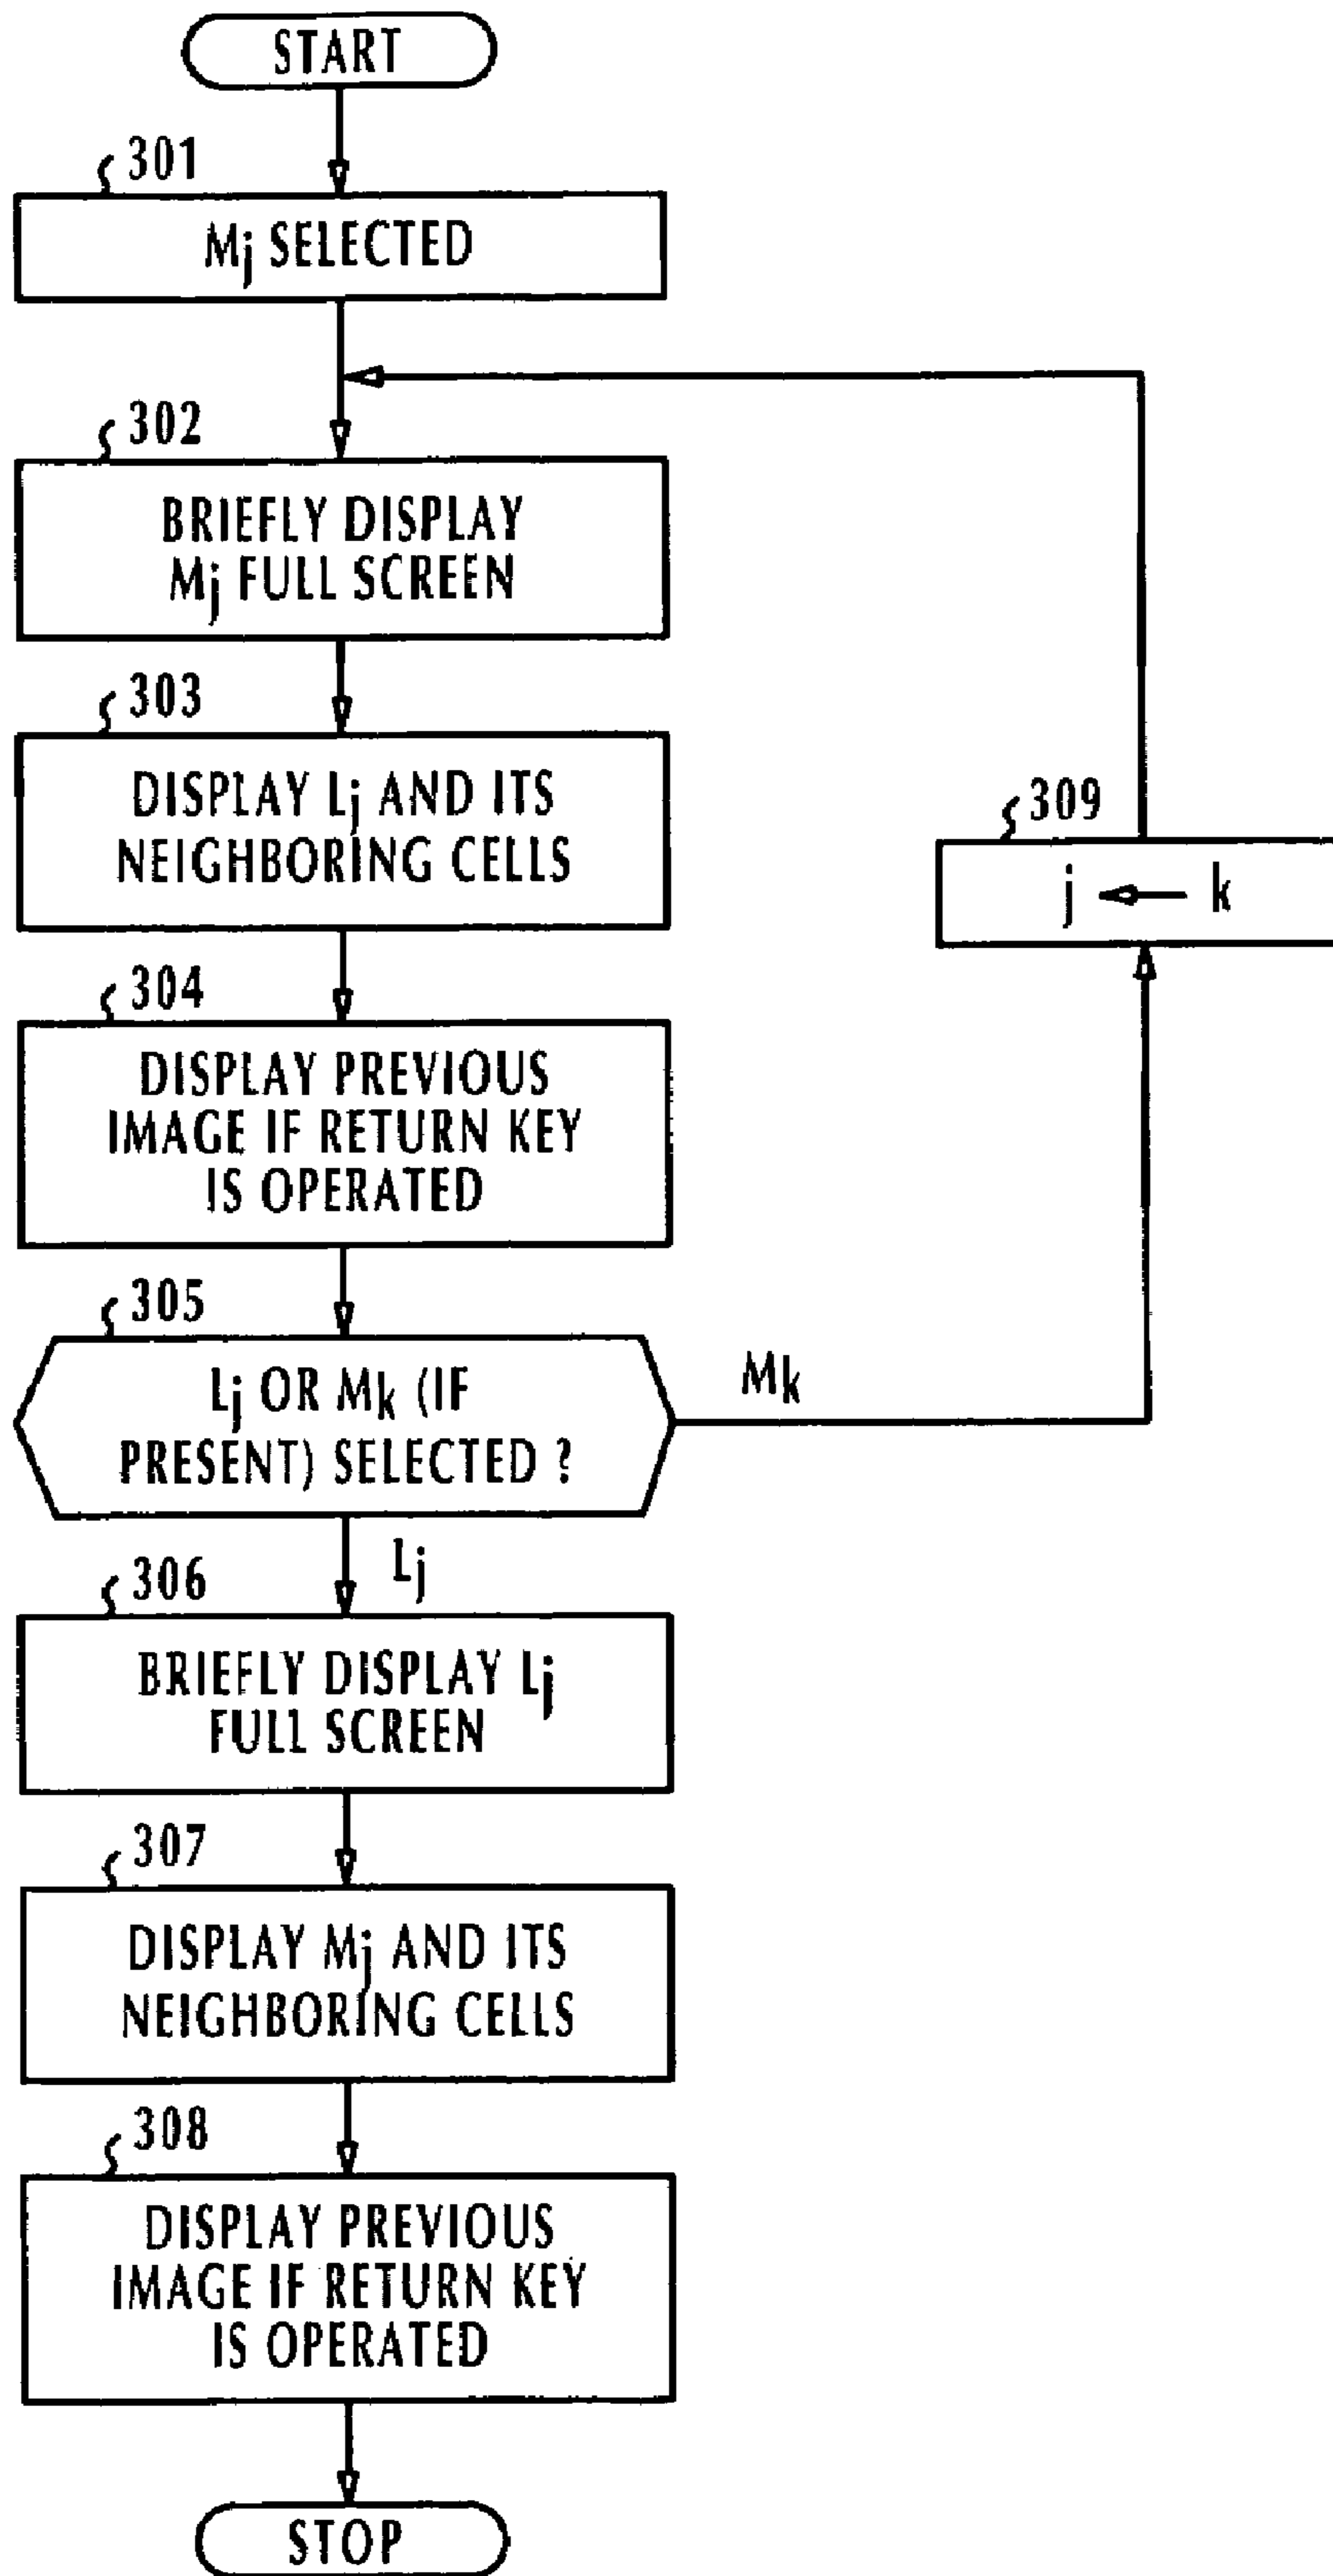 START
301
Mj SELECTED
302
BRIEFLY DISPLAY
Mj FULL SCREEN
303
DISPLAY Lj AND ITS
NEIGHBORING CELLS
309
j ← k
304
DISPLAY PREVIOUS
IMAGE IF RETURN KEY
IS OPERATED
305
Lj OR Mk (IF
PRESENT) SELECTED ?
Mk
Lj
306
BRIEFLY DISPLAY Lj
FULL SCREEN
307
DISPLAY Mj AND ITS
NEIGHBORING CELLS
308
DISPLAY PREVIOUS
IMAGE IF RETURN KEY
IS OPERATED
STOP